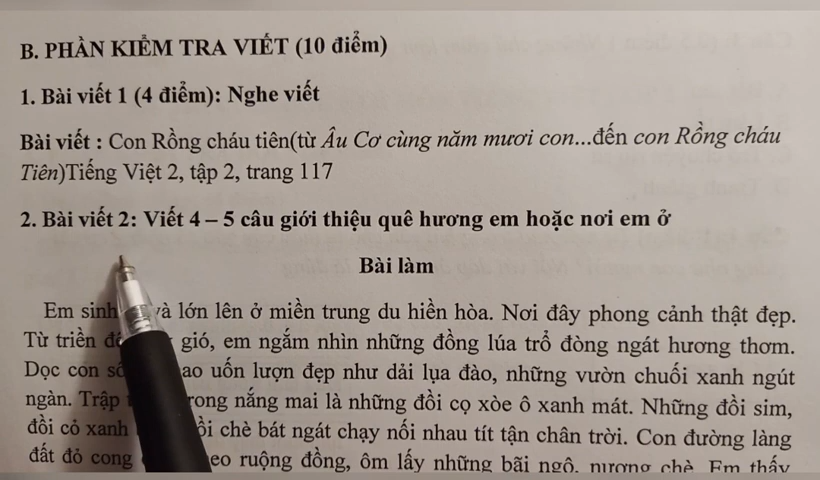 B. PHẦN KIỂM TRA VIẾT (10 điểm)
1. Bài viết 1 (4 điểm): Nghe viết
Bài viết : Con Rồng cháu tiên(từ Âu Cơ cùng năm mươi con...đến con Rồng cháu
Tiên)Tiếng Việt 2, tập 2, trang 117
2. Bài viết 2: Viết 4 – 5 câu giới thiệu quê hương em hoặc nơi em ở
Bài làm
Em sinh và lớn lên ở miền trung du hiền hòa. Nơi đây phong cảnh thật đẹp.
Từ triền gió, em ngắm nhìn những đồng lúa trổ đòng ngát hương thơm.
Dọc con uốn lượn đẹp như dải lụa đào, những vườn chuối xanh ngút
ngàn. Trập trong nắng mai là những đồi cọ xòe ô xanh mát. Những đồi sim,
đồi cỏ xanh chè bát ngát chạy nối nhau tít tận chân trời. Con đường làng
đất đỏ cong ruộng đồng, ôm lấy những bãi ngô, nương chè. Em thấy